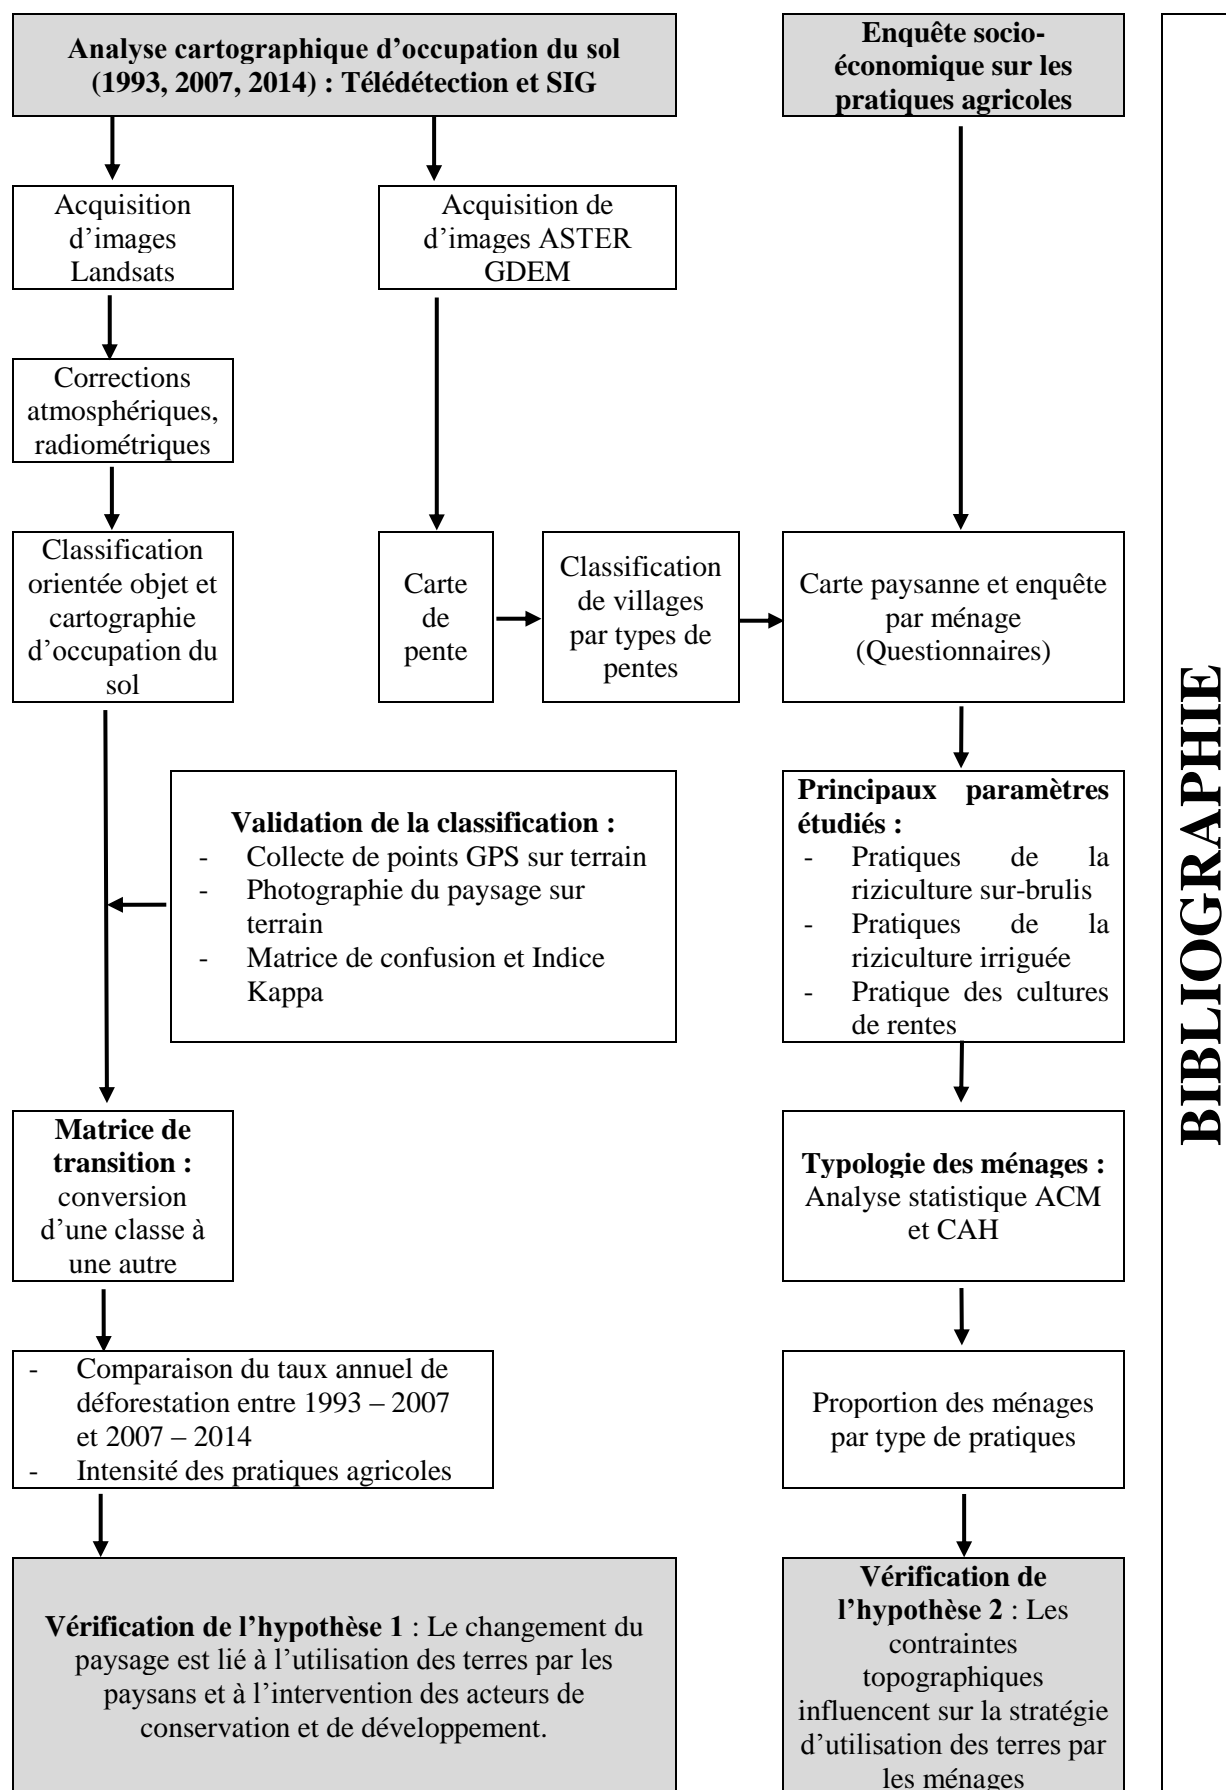 Analyse cartographique d’occupation du sol
(1993, 2007, 2014) : Télédétection et SIG
Enquête socio-
économique sur les
pratiques agricoles
Acquisition
d’images
Landsats
Acquisition de
d’images ASTER
GDEM
Corrections
atmosphériques,
radiométriques
Classification
orientée objet et
cartographie
d’occupation du
sol
Carte
de
pente
Classification
de villages
par types de
pentes
Carte paysanne et enquête
par ménage
(Questionnaires)
Validation de la classification :
- Collecte de points GPS sur terrain
- Photographie du paysage sur
terrain
- Matrice de confusion et Indice
Kappa
Principaux paramètres
étudiés :
- Pratiques de la
riziculture sur-brulis
- Pratiques de la
riziculture irriguée
- Pratique des cultures
de rentes
Matrice de
transition :
conversion
d’une classe à
une autre
Typologie des ménages :
Analyse statistique ACM
et CAH
- Comparaison du taux annuel de
déforestation entre 1993 – 2007
et 2007 – 2014
- Intensité des pratiques agricoles
Proportion des ménages
par type de pratiques
Vérification de l’hypothèse 1 : Le changement du
paysage est lié à l’utilisation des terres par les
paysans et à l’intervention des acteurs de
conservation et de développement.
Vérification de
l’hypothèse 2 : Les
contraintes
topographiques
influencent sur la stratégie
d’utilisation des terres par
les ménages
BIBLIOGRAPHIE